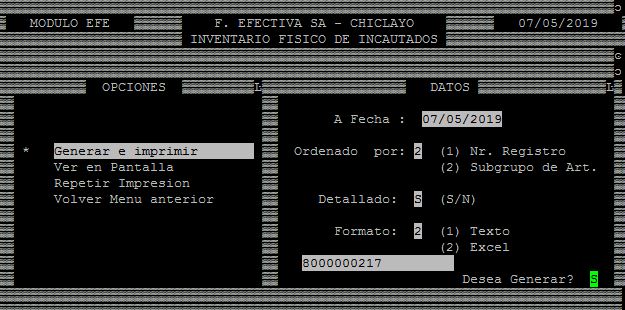 MODULO EFE F. EFECTIVA SA - CHICLAYO 07/05/2019
INVENTARIO FISICO DE INCAUTADOS
OPCIONES
* Generar e imprimir
Ver en Pantalla
Repetir Impresion
Volver Menu anterior
DATOS
A Fecha : 07/05/2019
Ordenado por: 2 (1) Nr. Registro
(2) Subgrupo de Art.
Detallado: S (S/N)
Formato: 2 (1) Texto
(2) Excel
8000000217
Desea Generar? S